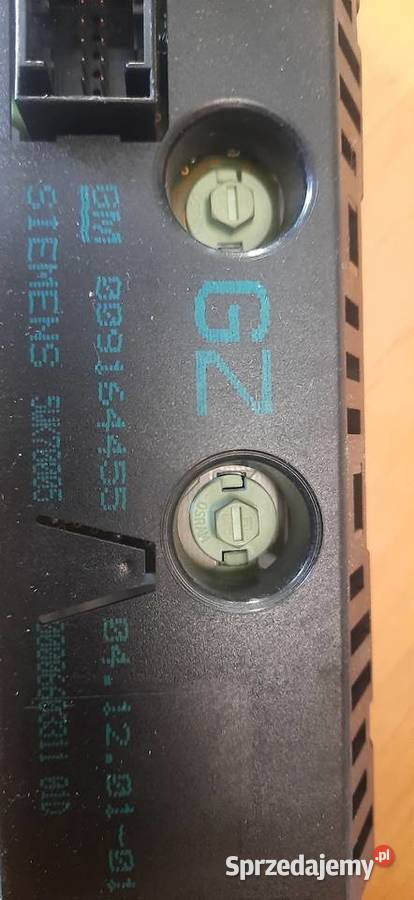 GM 009164455 04.12.01-01
SIEMENS 5WK70005
GZ
OSRAM
Sprzedajemy.pl